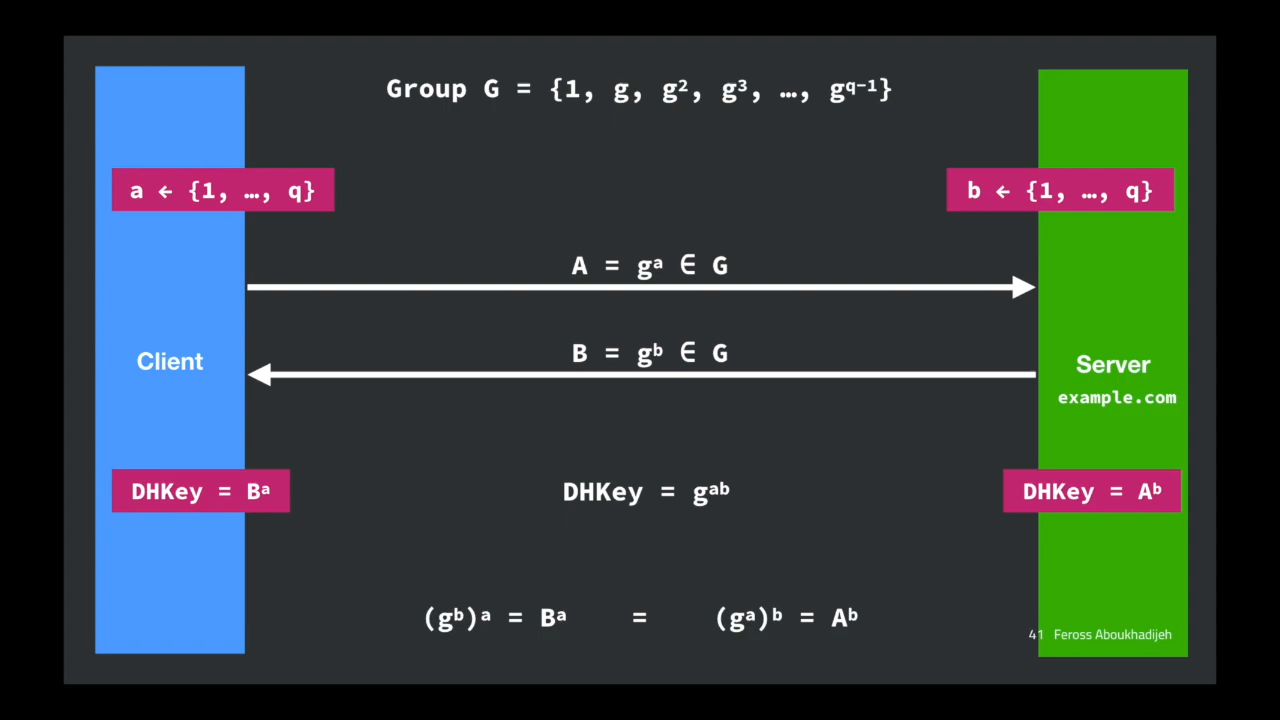 Group G = {1, g, g², g³, …, g^q-1}
a ← {1, …, q}
b ← {1, …, q}
A = gᵃ ∈ G
B = gᵇ ∈ G
Client
Server
example.com
DHKey = Bᵃ
DHKey = gᵃᵇ
DHKey = Aᵇ
(gᵇ)ᵃ = Bᵃ = (gᵃ)ᵇ = Aᵇ
41 Feross Aboukhadijeh